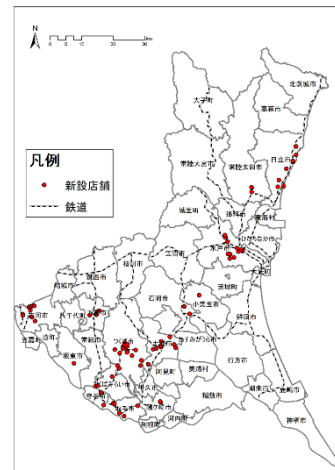 N
0 5 10 20 30
凡例
新設店舗
鉄道
北茨城市
大子町
高萩市
常陸大宮市
常陸太田市
日立市
城里町
那珂市
東海村
ひたちなか市
水戸市
大洗町
笠間市
桜川市
筑西市
結城市
茨城町
石岡市
小美玉市
鉾田市
八千代町
古河市
五霞町
境町
坂東市
常総市
つくば市
土浦市
かすみがうら市
行方市
つくばみらい市
守谷市
阿見町
美浦村
牛久市
稲敷市
潮来市
鹿嶋市
神栖市
取手市
龍ケ崎市
利根町
河内町